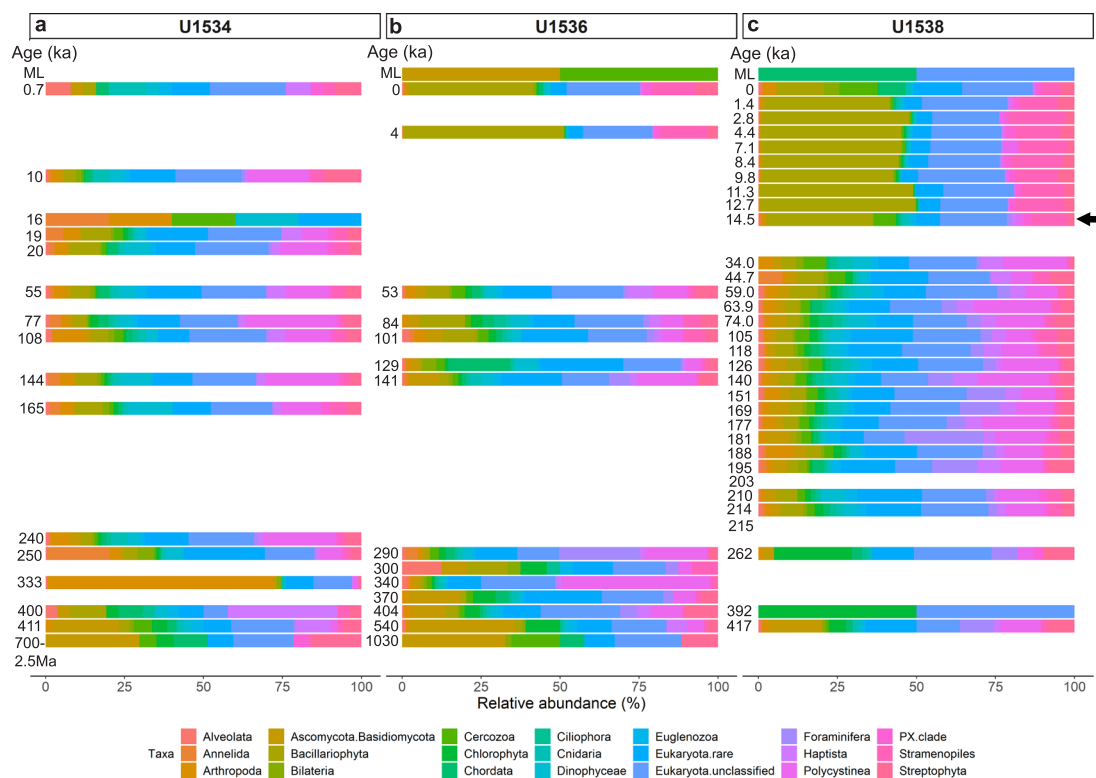 a U1534
b U1536
c U1538
Age (ka)
ML
0.7
10
16
19
20
55
77
108
144
165
240
250
333
400
411
700-
2.5Ma
Age (ka)
ML
0
4
53
84
101
129
141
290
300
340
370
404
540
1030
Age (ka)
ML
0
1.4
2.8
4.4
7.1
8.4
9.8
11.3
12.7
14.5
34.0
44.7
59.0
63.9
74.0
105
118
126
140
151
169
177
181
188
195
203
210
214
215
262
392
417
0 25 50 75 100
0 25 50 75 100
0 25 50 75 100
Relative abundance (%)
Taxa
Alveolata
Annelida
Arthropoda
Ascomycota.Basidiomycota
Bacillariophyta
Bilateria
Cercozoa
Chlorophyta
Chordata
Ciliophora
Cnidaria
Dinophyceae
Euglenozoa
Eukaryota.rare
Eukaryota.unclassified
Foraminifera
Haptista
Polycystinea
PX.clade
Stramenopiles
Streptophyta